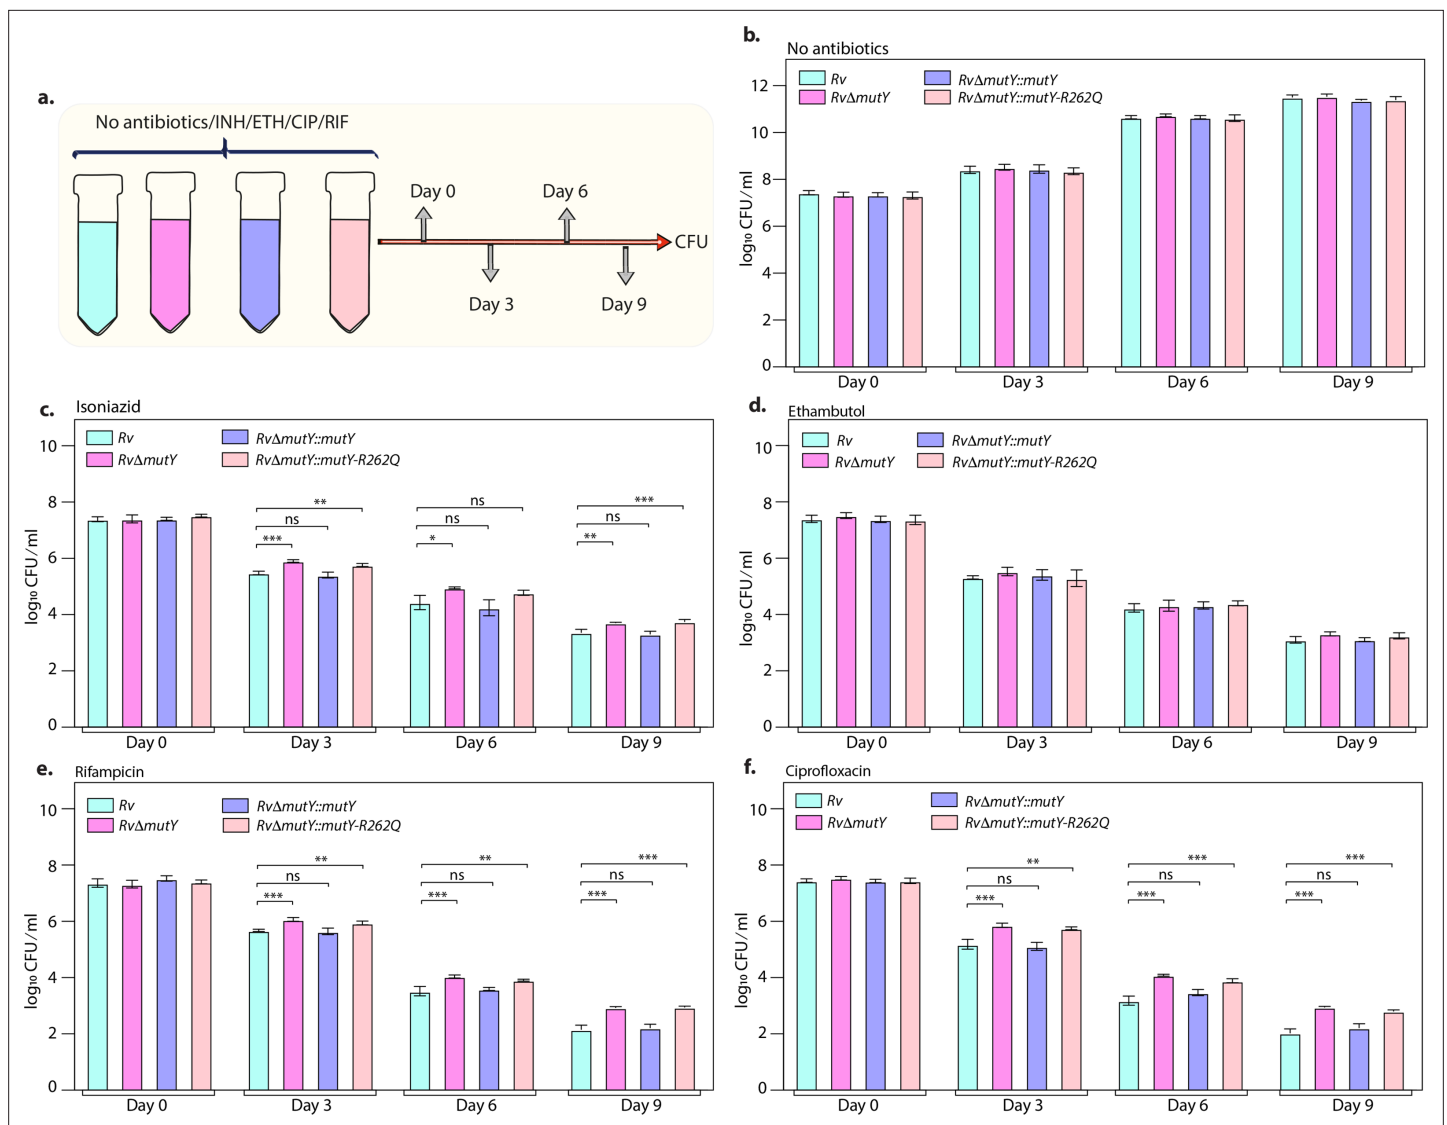 a.
No antibiotics/INH/ETH/CIP/RIF
Day 0
Day 6
CFU
Day 3
Day 9
b.
No antibiotics
Rv
RvΔmutY::mutY
RvΔmutY
RvΔmutY::mutY-R262Q
log₁₀ CFU/ml
12
10
8
6
4
2
0
Day 0
Day 3
Day 6
Day 9
c.
Isoniazid
Rv
RvΔmutY::mutY
RvΔmutY
RvΔmutY::mutY-R262Q
log₁₀ CFU/ml
10
8
6
4
2
0
**
ns
***
ns
ns
*
***
ns
**
Day 0
Day 3
Day 6
Day 9
d.
Ethambutol
Rv
RvΔmutY::mutY
RvΔmutY
RvΔmutY::mutY-R262Q
log₁₀ CFU/ml
10
8
6
4
2
0
Day 0
Day 3
Day 6
Day 9
e.
Rifampicin
Rv
RvΔmutY::mutY
RvΔmutY
RvΔmutY::mutY-R262Q
log₁₀ CFU/ml
10
8
6
4
2
0
**
ns
***
**
ns
***
***
ns
***
Day 0
Day 3
Day 6
Day 9
f.
Ciprofloxacin
Rv
RvΔmutY::mutY
RvΔmutY
RvΔmutY::mutY-R262Q
log₁₀ CFU/ml
10
8
6
4
2
0
**
ns
***
***
ns
***
***
ns
***
Day 0
Day 3
Day 6
Day 9